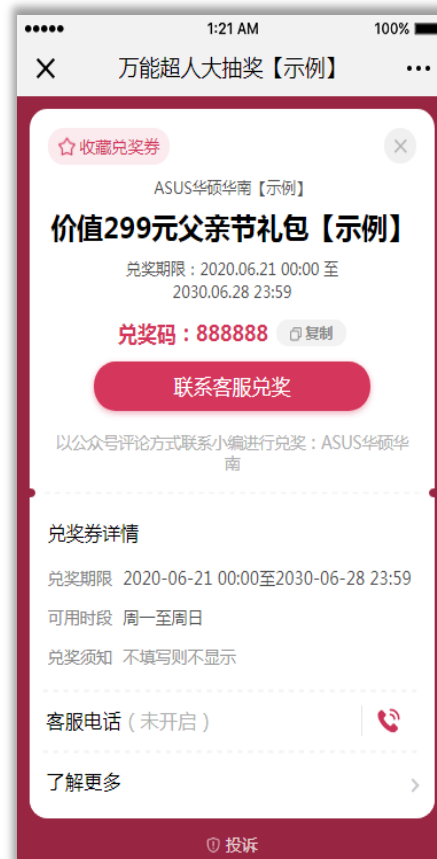 1:21 AM 100%
万能超人大抽奖【示例】
收藏兑奖券
ASUS华硕华南【示例】
价值299元父亲节礼包【示例】
兑奖期限：2020.06.21 00:00 至
2030.06.28 23:59
兑奖码：888888 复制
联系客服兑奖
以公众号评论方式联系小编进行兑奖：ASUS华硕华
南
兑奖券详情
兑奖期限 2020-06-21 00:00至2030-06-28 23:59
可用时段 周一至周日
兑奖须知 不填写则不显示
客服电话（未开启）
了解更多
投诉